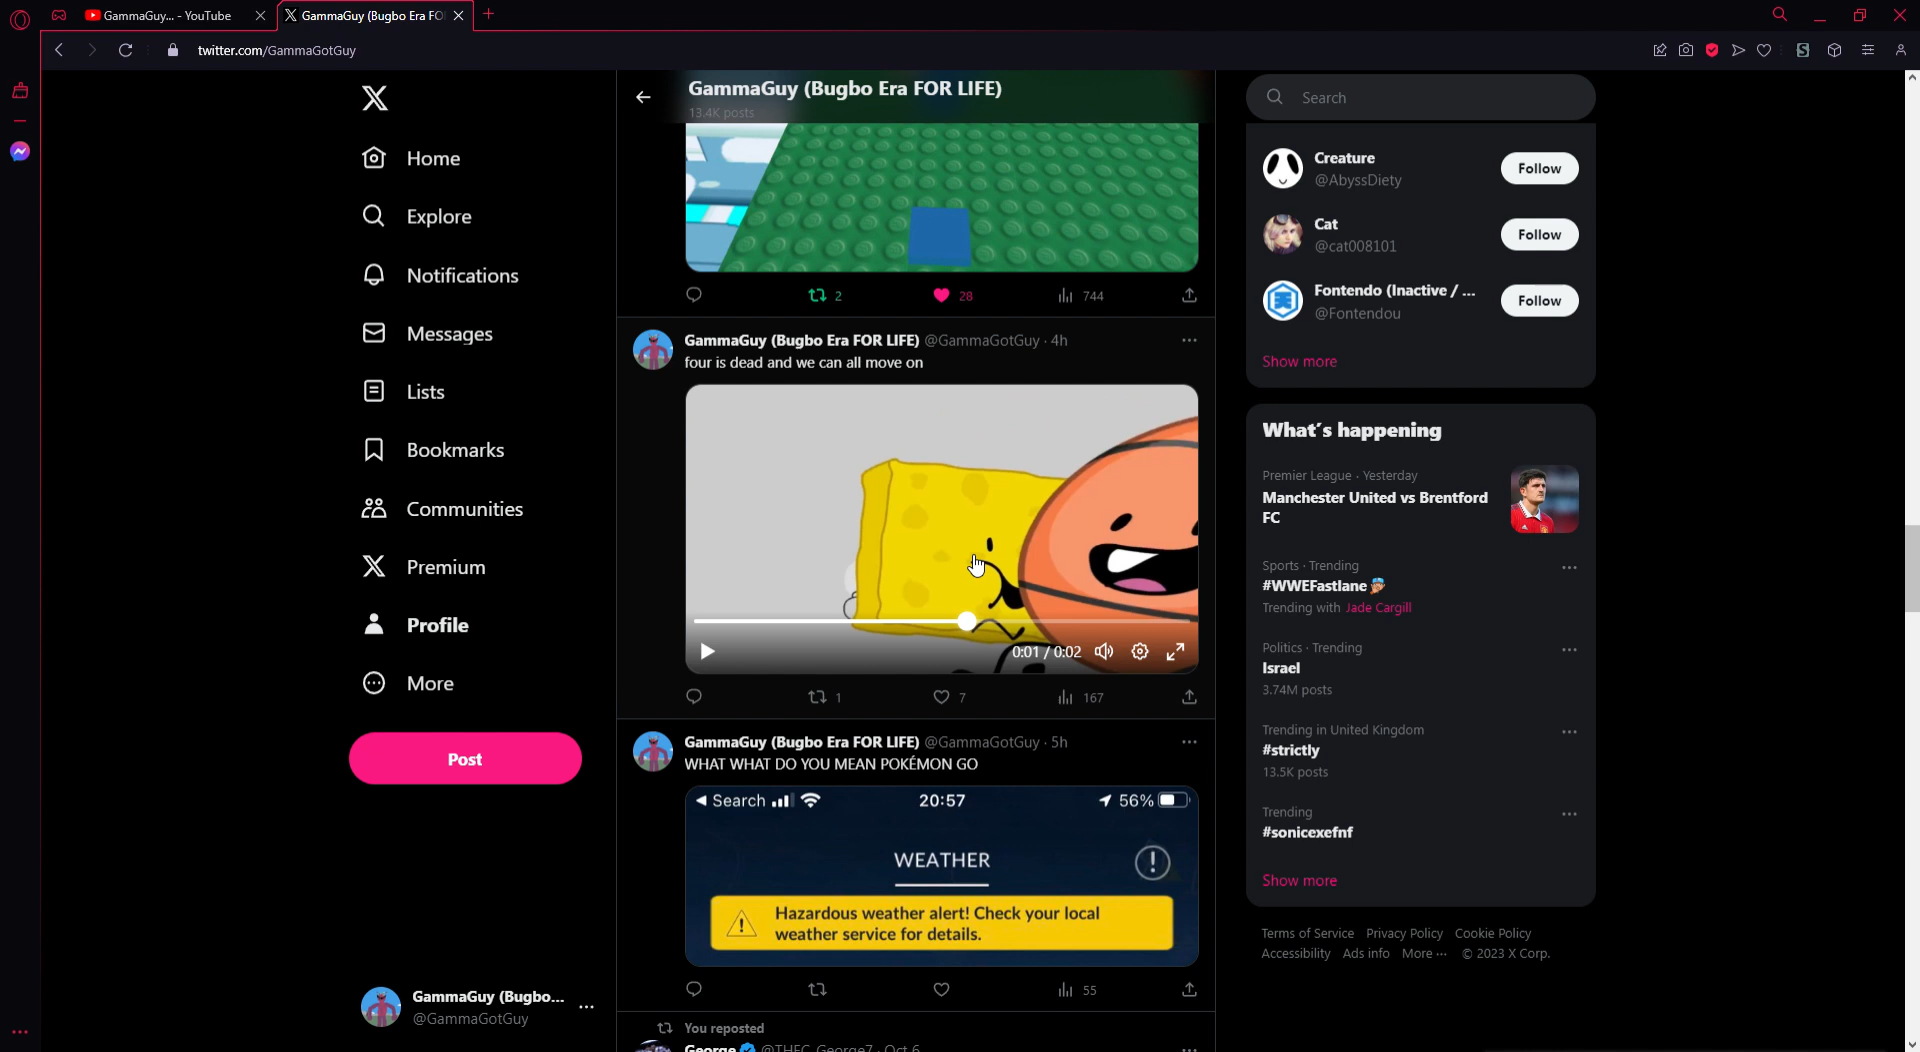 GammaGuy... - YouTube
GammaGuy (Bugbo Era FO
twitter.com/GammaGotGuy
Home
Explore
Notifications
Messages
Lists
Bookmarks
Communities
Premium
Profile
More
Post
GammaGuy (Bugbo...
@GammaGotGuy
GammaGuy (Bugbo Era FOR LIFE)
13.4K posts
2 28 744
GammaGuy (Bugbo Era FOR LIFE) @GammaGotGuy · 4h
four is dead and we can all move on
0:01 / 0:02
1 7 167
GammaGuy (Bugbo Era FOR LIFE) @GammaGotGuy · 5h
WHAT WHAT DO YOU MEAN POKÉMON GO
Search 20:57 56%
WEATHER
Hazardous weather alert! Check your local
weather service for details.
55
You reposted
George @THFC_George7 · Oct 6
Search
Creature
@AbyssDiety
Follow
Cat
@cat008101
Follow
Fontendo (Inactive / ...
@Fontendou
Follow
Show more
What's happening
Premier League · Yesterday
Manchester United vs Brentford
FC
Sports · Trending
#WWEFastlane
Trending with Jade Cargill
Politics · Trending
Israel
3.74M posts
Trending in United Kingdom
#strictly
13.5K posts
Trending
#sonicexefnf
Show more
Terms of Service Privacy Policy Cookie Policy
Accessibility Ads info More ··· © 2023 X Corp.